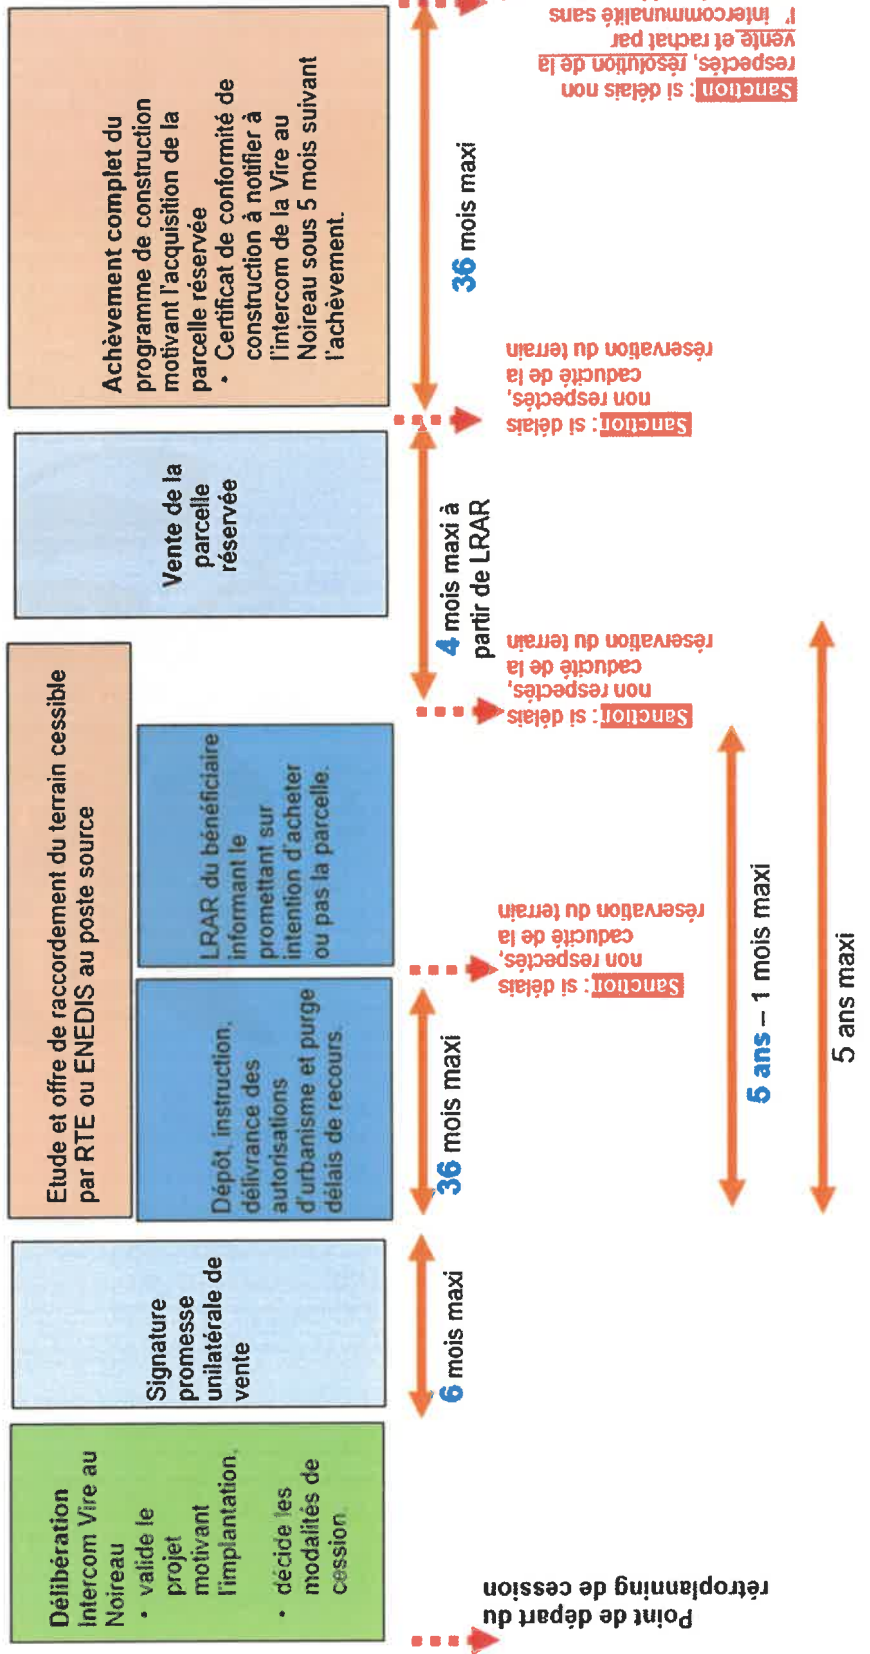 Délibération
Intercom Vire au
Noireau
• valide le
projet
motivant
l'implantation.
• décide les
modalités de
cession.
Point de départ du
rétroplanning de cession
Signature
promesse
unilatérale de
vente
6 mois maxi
Etude et offre de raccordement du terrain cessible
par RTE ou ENEDIS au poste source
Dépôt, instruction,
délivrance des
autorisations
d'urbanisme et purge
délais de recours.
36 mois maxi
LRAR du bénéficiaire
informant le
promettant sur
intention d'acheter
ou pas la parcelle.
Sanction : si délais
non respectés,
caducité de la
réservation du terrain
5 ans – 1 mois maxi
5 ans maxi
Sanction : si délais
non respectés,
caducité de la
réservation du terrain
Vente de la
parcelle
réservée
4 mois maxi à
partir de LRAR
Sanction : si délais
non respectés,
caducité de la
réservation du terrain
Achèvement complet du
programme de construction
motivant l'acquisition de la
parcelle réservée
• Certificat de conformité de
construction à notifier à
l'intercom de la Vire au
Noireau sous 5 mois suivant
l'achèvement.
36 mois maxi
Sanction : si délais non
respectés, résolution de la
vente et rachat par
l'intercommunalité sans